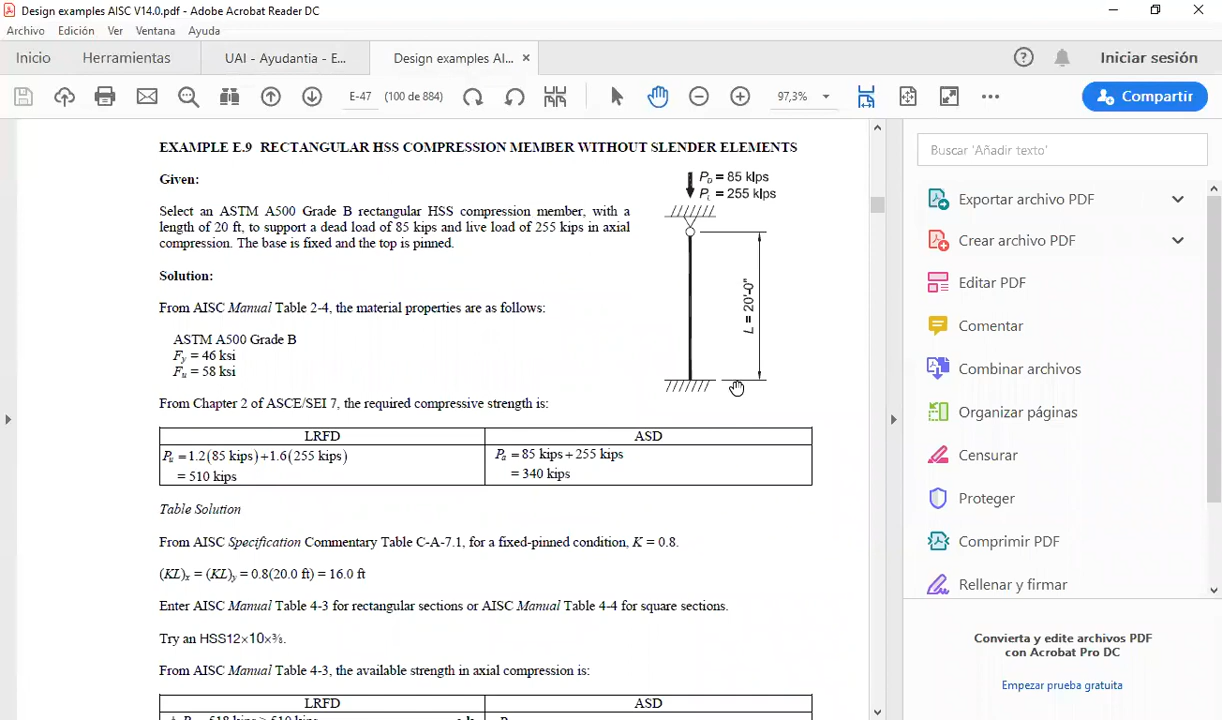 Design examples AISC V14.0.pdf - Adobe Acrobat Reader DC
Archivo Edición Ver Ventana Ayuda
Inicio Herramientas UAI - Ayudantia - E... Design examples AI... × Iniciar sesión
E-47 (100 de 884) 97,3% Compartir
EXAMPLE E.9 RECTANGULAR HSS COMPRESSION MEMBER WITHOUT SLENDER ELEMENTS
Given:
Select an ASTM A500 Grade B rectangular HSS compression member, with a
length of 20 ft, to support a dead load of 85 kips and live load of 255 kips in axial
compression. The base is fixed and the top is pinned.
P_D = 85 kips
P_L = 255 kips
L = 20'-0"
Solution:
From AISC Manual Table 2-4, the material properties are as follows:
ASTM A500 Grade B
F_y = 46 ksi
F_u = 58 ksi
From Chapter 2 of ASCE/SEI 7, the required compressive strength is:
LRFD ASD
P_u = 1.2(85 kips)+1.6(255 kips) P_a = 85 kips+255 kips
= 510 kips = 340 kips
Table Solution
From AISC Specification Commentary Table C-A-7.1, for a fixed-pinned condition, K = 0.8.
(KL)_x = (KL)_y = 0.8(20.0 ft) = 16.0 ft
Enter AISC Manual Table 4-3 for rectangular sections or AISC Manual Table 4-4 for square sections.
Try an HSS12×10×⅜.
From AISC Manual Table 4-3, the available strength in axial compression is:
LRFD ASD
Buscar 'Añadir texto'
Exportar archivo PDF
Crear archivo PDF
Editar PDF
Comentar
Combinar archivos
Organizar páginas
Censurar
Proteger
Comprimir PDF
Rellenar y firmar
Convierta y edite archivos PDF
con Acrobat Pro DC
Empezar prueba gratuita